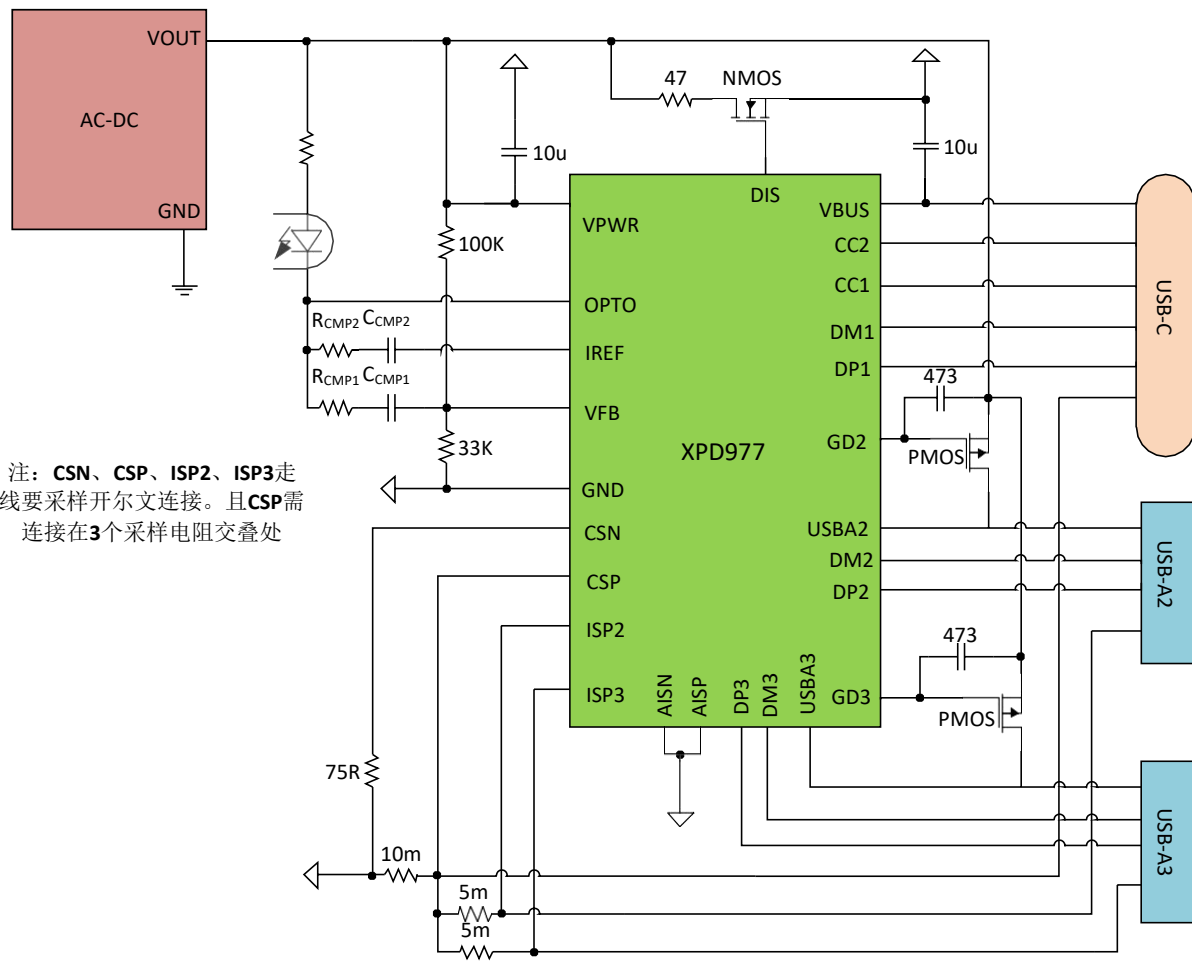 VOUT
AC-DC
GND
47
NMOS
10u
10u
DIS
VPWR
VBUS
100K
CC2
CC1
OPTO
DM1
R_CMP2 C_CMP2
IREF
DP1
R_CMP1 C_CMP1
473
VFB
GD2
33K
XPD977
PMOS
USB-C
注：CSN、CSP、ISP2、ISP3走
线要采样开尔文连接。且CSP需
连接在3个采样电阻交叠处
GND
CSN
USBA2
CSP
DM2
DP2
USB-A2
ISP2
473
ISP3
AISN
AISP
DP3
DM3
USBA3
GD3
PMOS
75R
USB-A3
10m
5m
5m